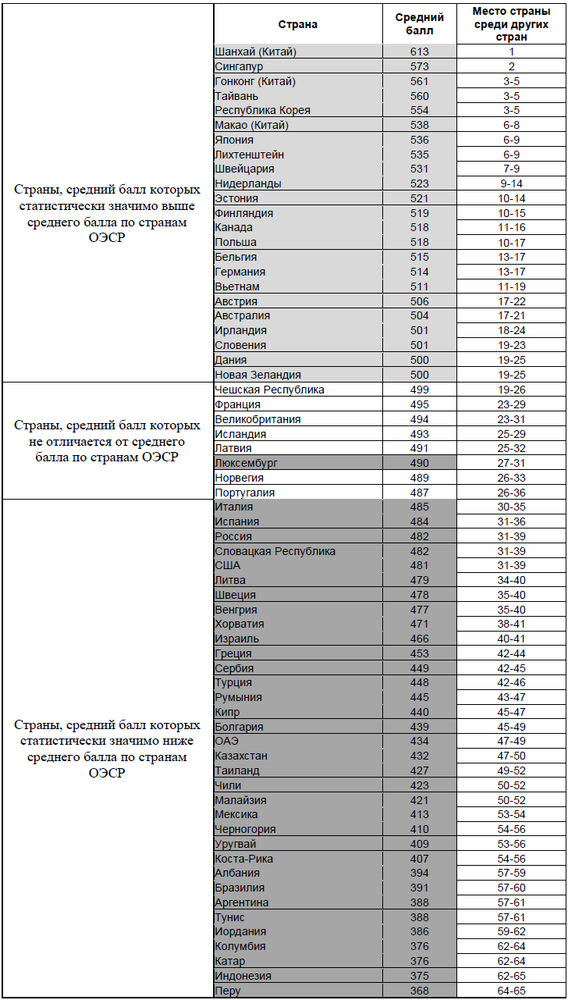 Страна Средний балл Место страны среди других стран
Страны, средний балл которых
статистически значимо выше
среднего балла по странам
ОЭСР
Шанхай (Китай) 613 1
Сингапур 573 2
Гонконг (Китай) 561 3-5
Тайвань 560 3-5
Республика Корея 554 3-5
Макао (Китай) 538 6-8
Япония 536 6-9
Лихтенштейн 535 6-9
Швейцария 531 7-9
Нидерланды 523 9-14
Эстония 521 10-14
Финляндия 519 10-15
Канада 518 11-16
Польша 518 10-17
Бельгия 515 13-17
Германия 514 13-17
Вьетнам 511 11-19
Австрия 506 17-22
Австралия 504 17-21
Ирландия 501 18-24
Словения 501 19-23
Дания 500 19-25
Новая Зеландия 500 19-25
Страны, средний балл которых
не отличается от среднего
балла по странам ОЭСР
Чешская Республика 499 19-26
Франция 495 23-29
Великобритания 494 23-31
Исландия 493 25-29
Латвия 491 25-32
Люксембург 490 27-31
Норвегия 489 26-33
Португалия 487 26-36
Страны, средний балл которых
статистически значимо ниже
среднего балла по странам
ОЭСР
Италия 485 30-35
Испания 484 31-36
Россия 482 31-39
Словацкая Республика 482 31-39
США 481 31-39
Литва 479 34-40
Швеция 478 35-40
Венгрия 477 35-40
Хорватия 471 38-41
Израиль 466 40-41
Греция 453 42-44
Сербия 449 42-45
Турция 448 42-46
Румыния 445 43-47
Кипр 440 45-47
Болгария 439 45-49
ОАЭ 434 47-49
Казахстан 432 47-50
Таиланд 427 49-52
Чили 423 50-52
Малайзия 421 50-52
Мексика 413 53-54
Черногория 410 54-56
Уругвай 409 53-56
Коста-Рика 407 54-56
Албания 394 57-59
Бразилия 391 57-60
Аргентина 388 57-61
Тунис 388 57-61
Иордания 386 59-62
Колумбия 376 62-64
Катар 376 62-64
Индонезия 375 62-65
Перу 368 64-65